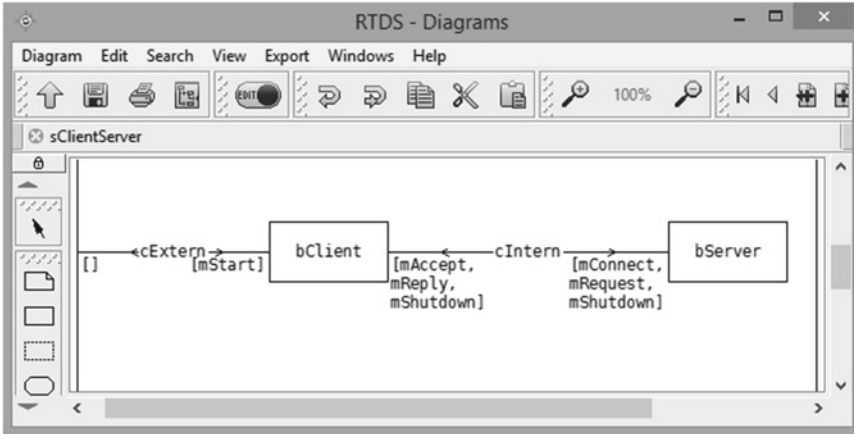 RTDS - Diagrams
Diagram Edit Search View Export Windows Help
EDIT
100%
sClientServer
cExtern
[]
[mStart]
bClient
[mAccept,
mReply,
mShutdown]
cIntern
[mConnect,
mRequest,
mShutdown]
bServer